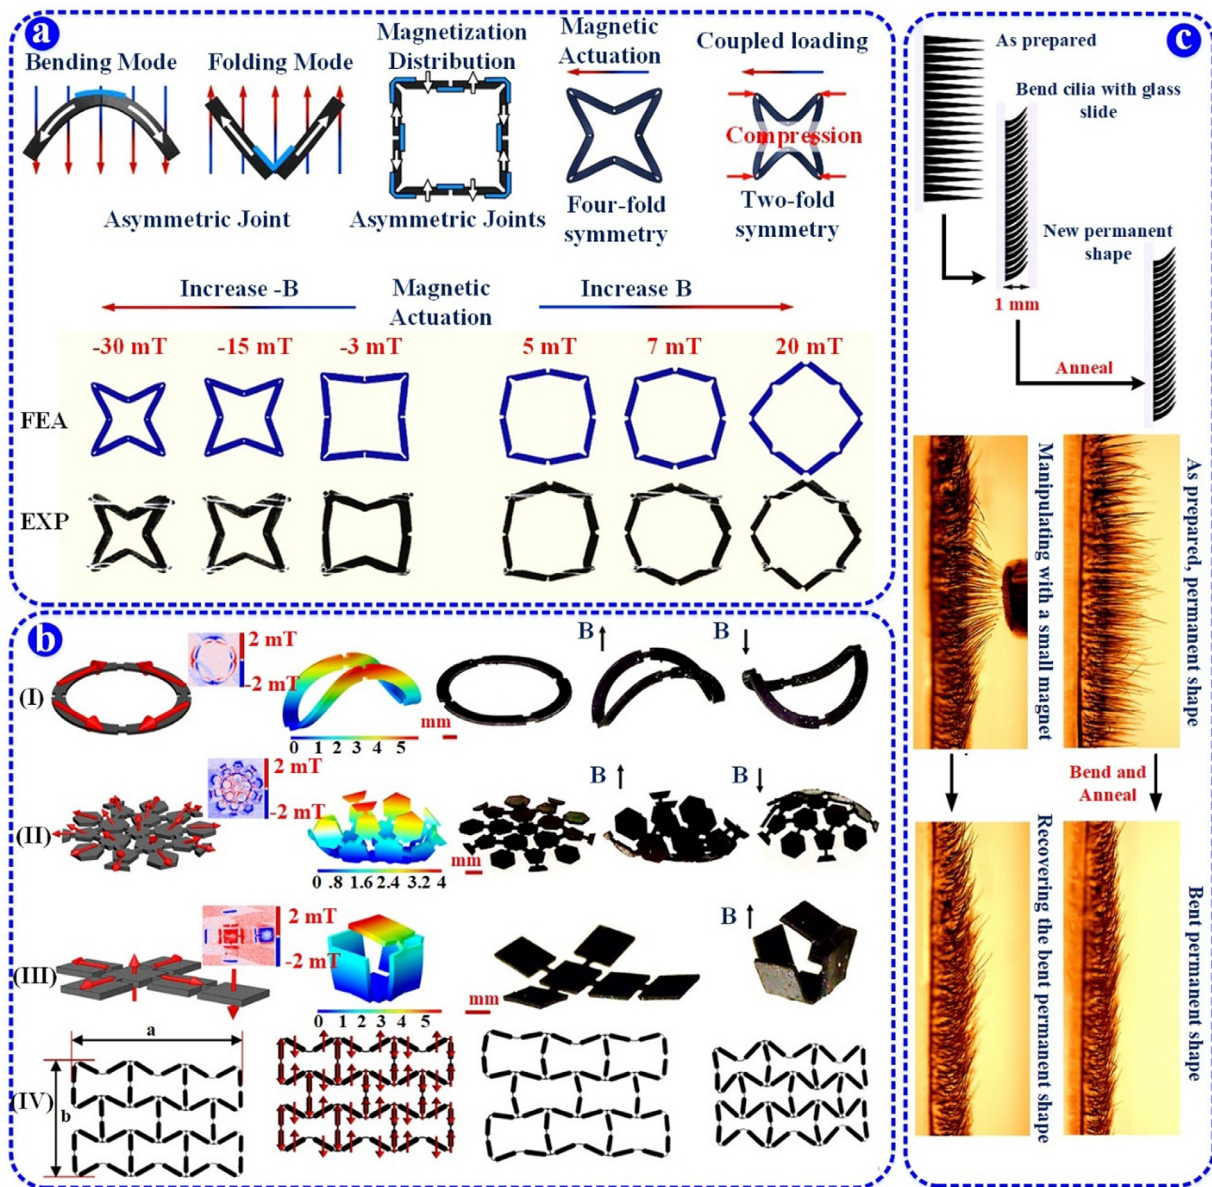 a
Bending Mode
Folding Mode
Magnetization
Distribution
Magnetic
Actuation
Coupled loading
Compression
Asymmetric Joint
Asymmetric Joints
Four-fold
symmetry
Two-fold
symmetry
Increase -B
Magnetic
Actuation
Increase B
-30 mT
-15 mT
-3 mT
5 mT
7 mT
20 mT
FEA
EXP
b
(I)
2 mT
-2 mT
0 1 2 3 4 5
mm
B
B
(II)
2 mT
-2 mT
0 .8 1.6 2.4 3.2 4
mm
B
B
(III)
2 mT
-2 mT
0 1 2 3 4 5
mm
B
(IV)
a
b
c
As prepared
Bend cilia with glass
slide
New permanent
shape
1 mm
Anneal
Manipulating with a small magnet
As prepared, permanent shape
Bend and
Anneal
Recovering the bent permanent shape
Bent permanent shape